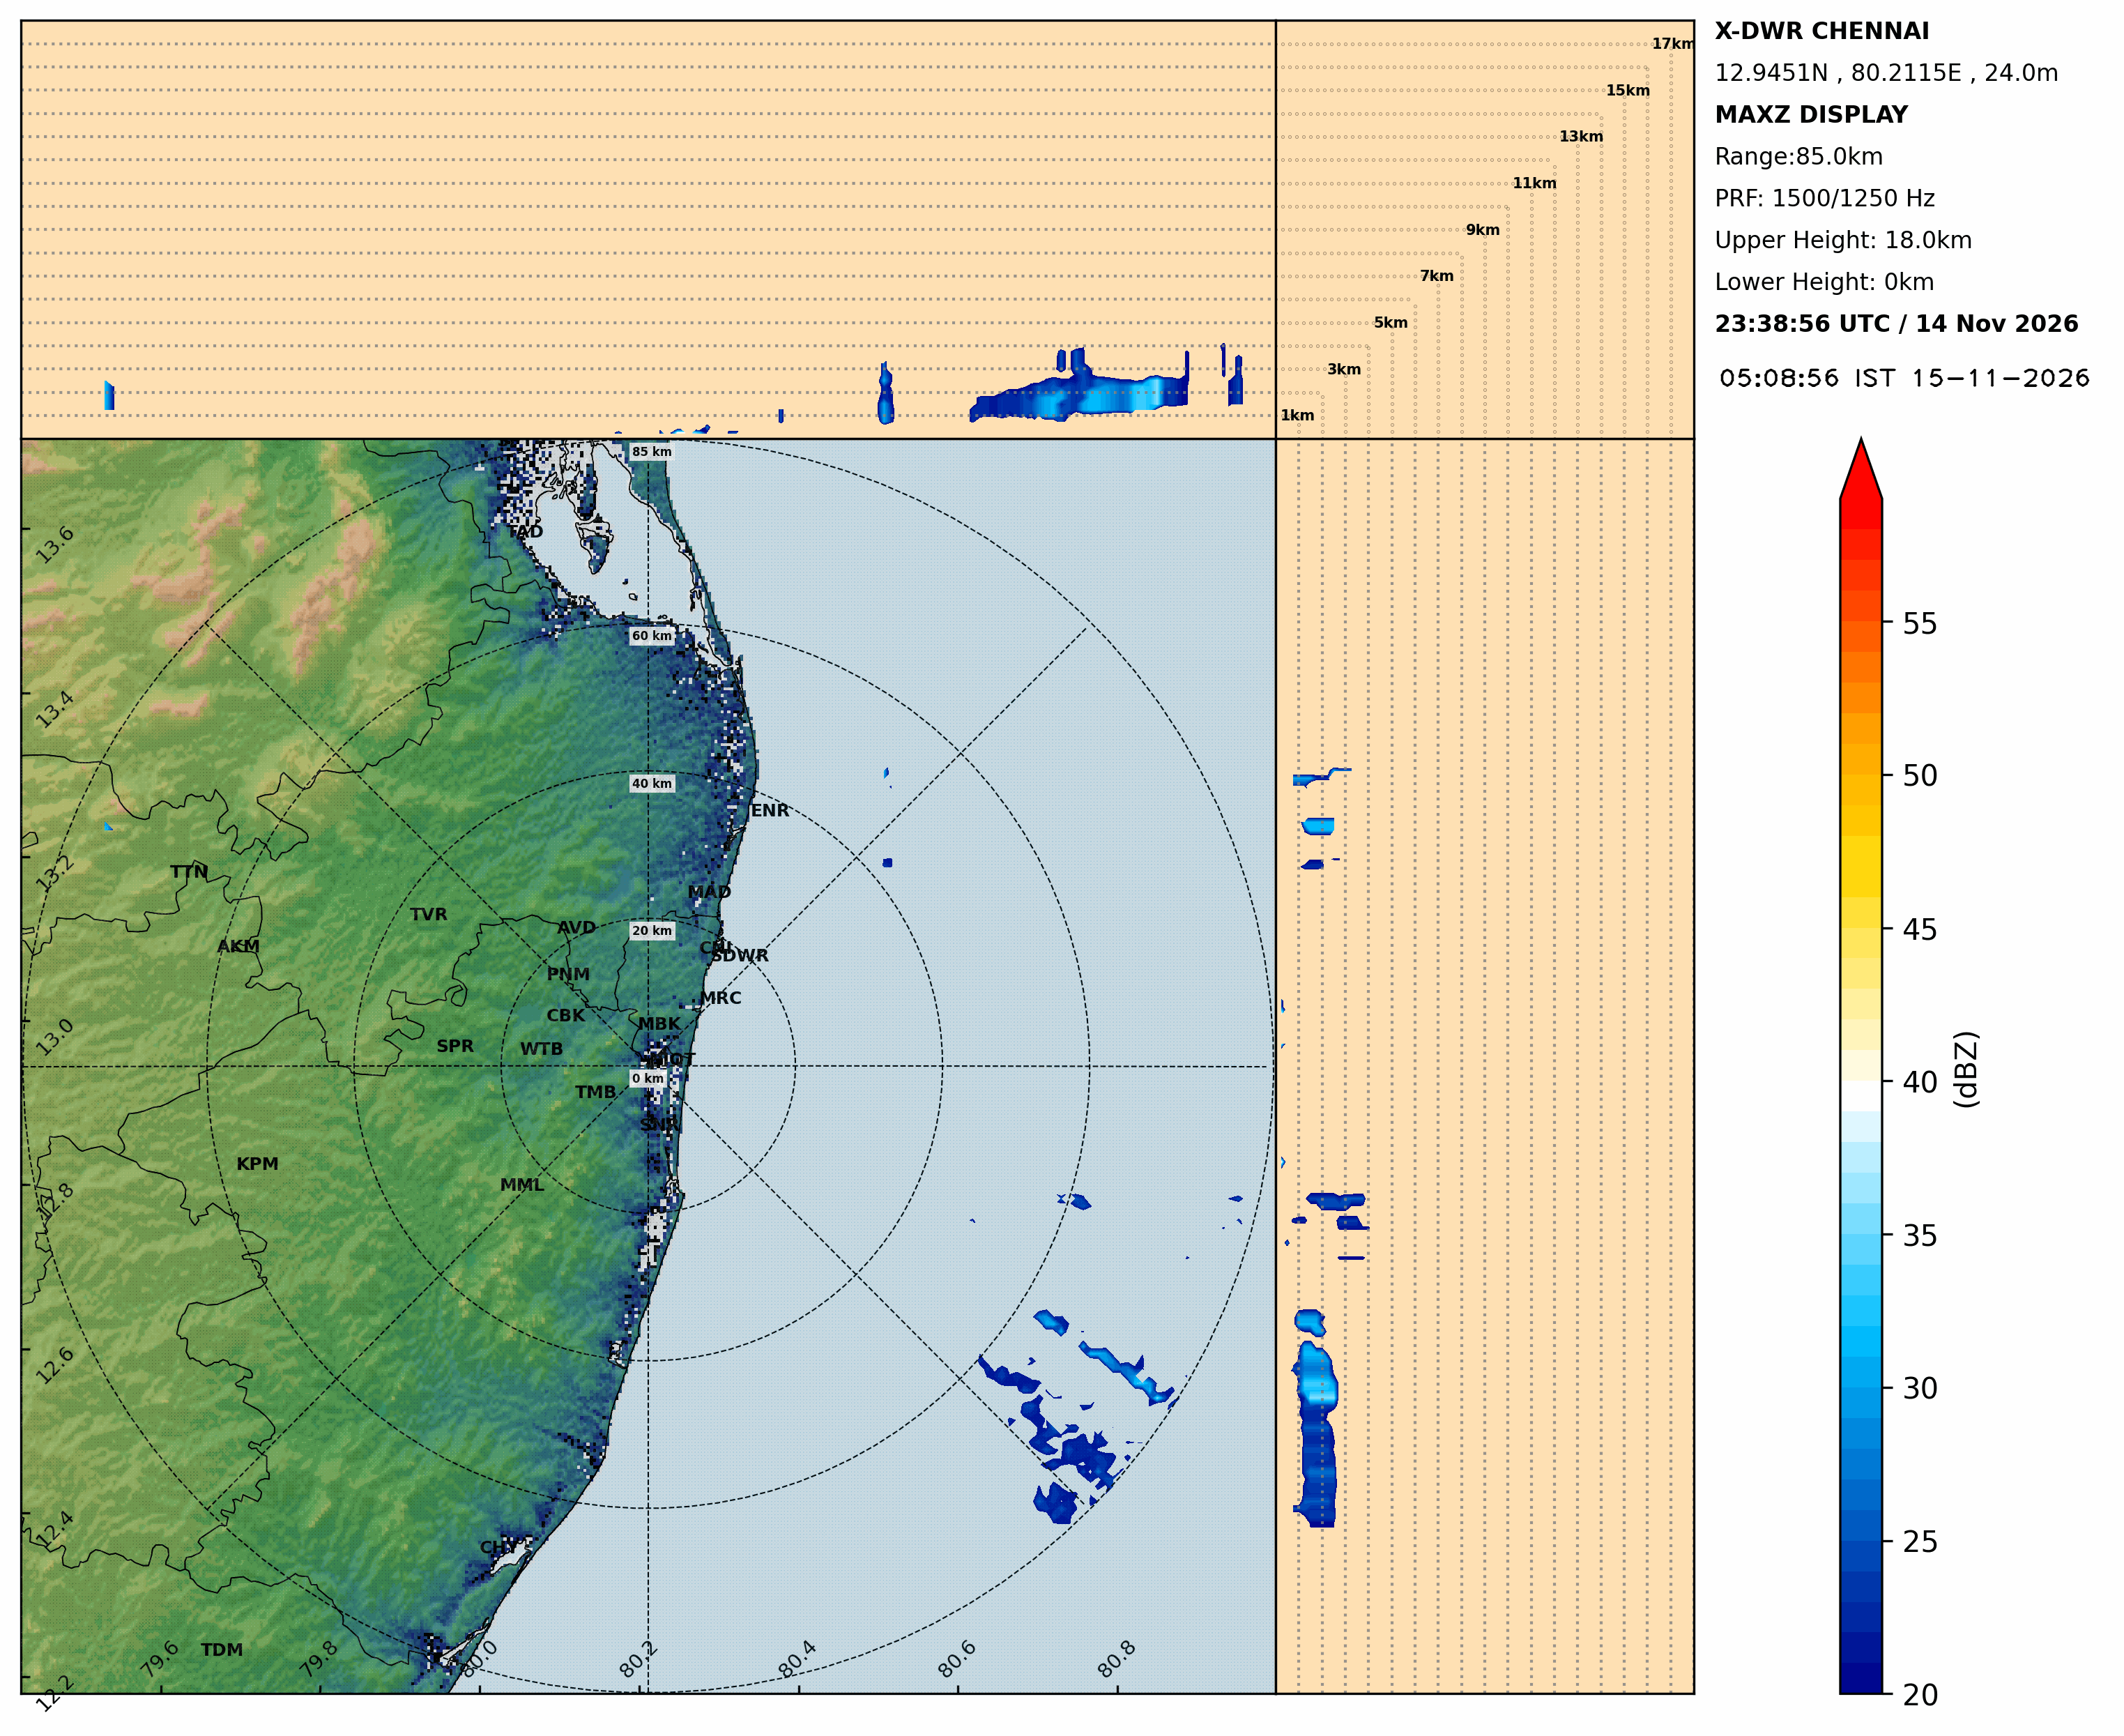 X-DWR CHENNAI
12.9451N , 80.2115E , 24.0m
MAXZ DISPLAY
Range:85.0km
PRF: 1500/1250 Hz
Upper Height: 18.0km
Lower Height: 0km
23:38:56 UTC / 14 Nov 2026
05:08:56 IST 15-11-2026
17km
15km
13km
11km
9km
7km
5km
3km
1km
85 km
60 km
40 km
20 km
0 km
TAD
ENR
TTN
MAD
TVR
AVD
AKM
SDWR
PNM
MRC
CBK
MBK
SPR
WTB
TMB
SNR
KPM
MML
CHY
TDM
13.6
13.4
13.2
13.0
12.8
12.6
12.4
12.2
79.6
79.8
80.0
80.2
80.4
80.6
80.8
55
50
45
40
35
30
25
20
(dBZ)